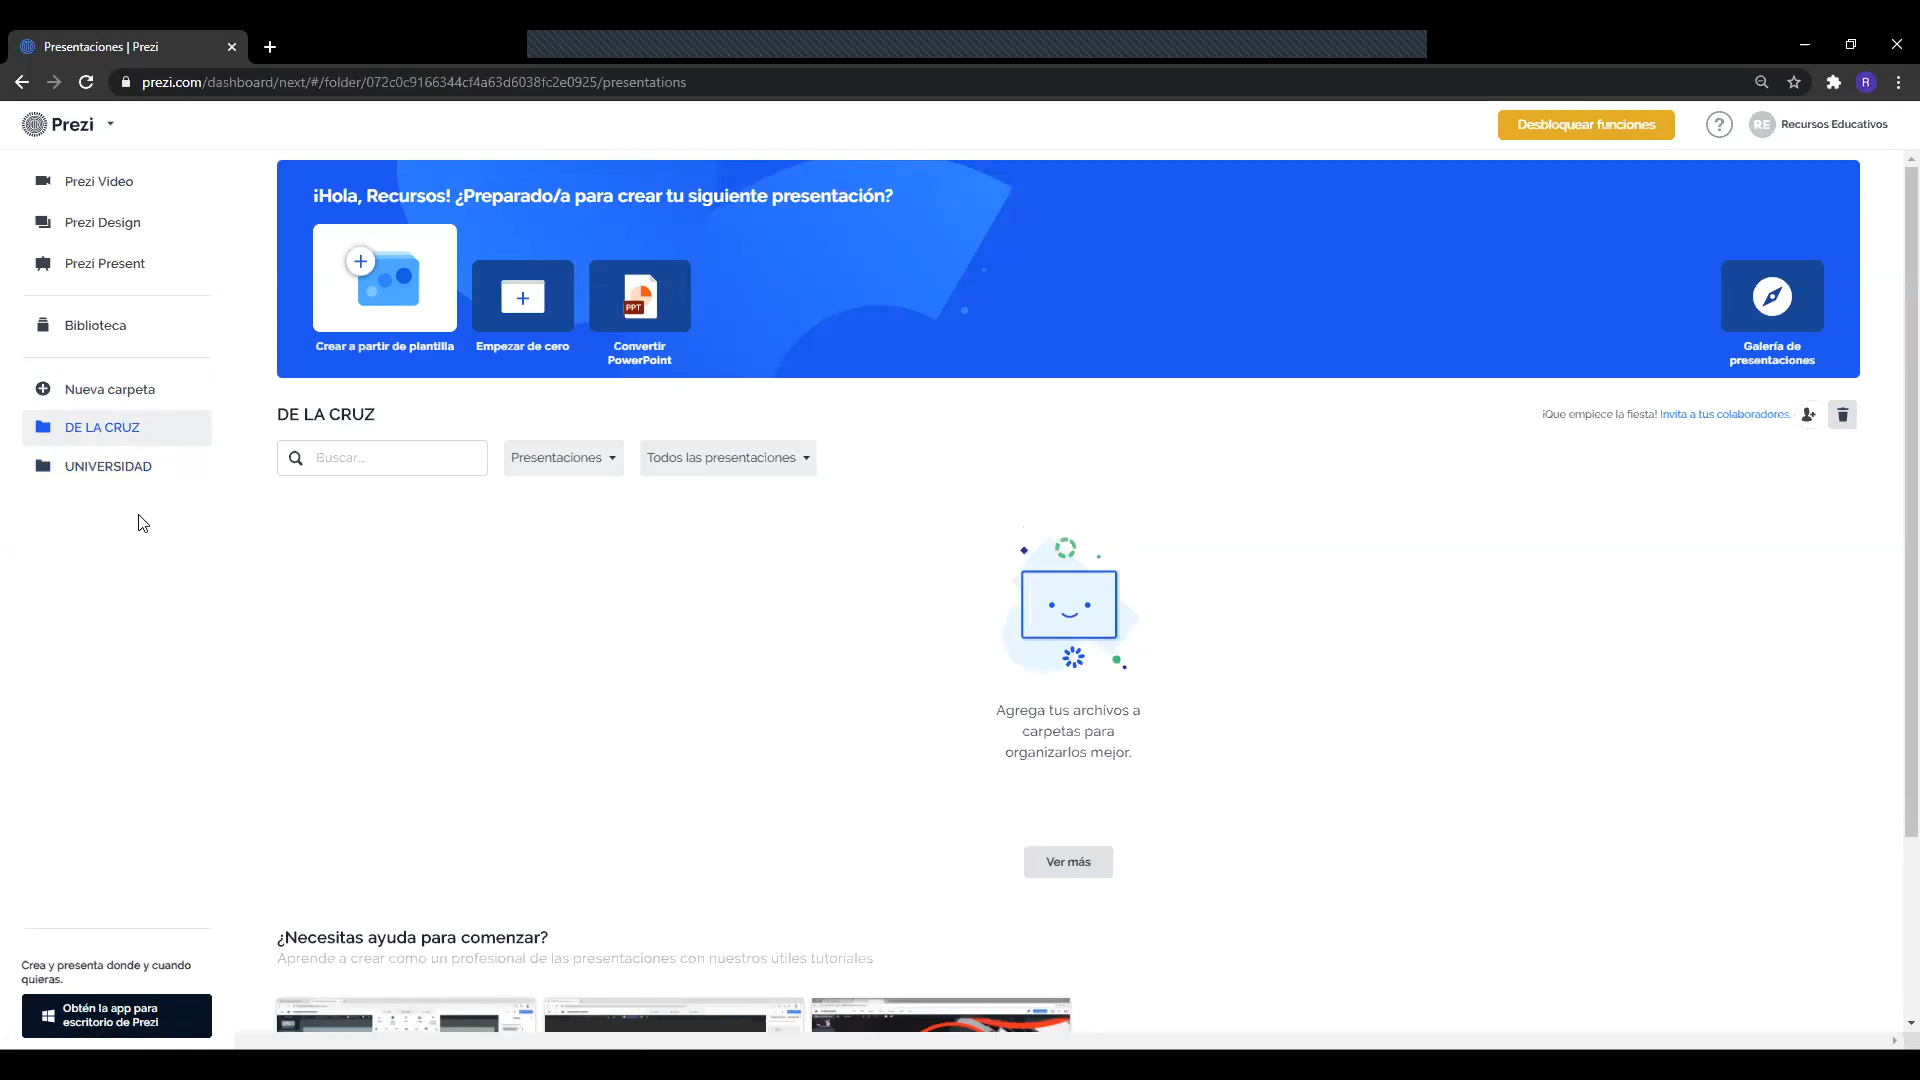 Presentaciones | Prezi
prezi.com/dashboard/next/#/folder/072c0c9166344cf4a63d6038fc2e0925/presentations
R
Prezi
Desbloquear funciones
?
RE
Recursos Educativos
Prezi Video
Prezi Design
Prezi Present
Biblioteca
Nueva carpeta
DE LA CRUZ
UNIVERSIDAD
¡Hola, Recursos! ¿Preparado/a para crear tu siguiente presentación?
PPT
Crear a partir de plantilla
Empezar de cero
Convertir
PowerPoint
Galería de
presentaciones
DE LA CRUZ
¡Que empiece la fiesta! Invita a tus colaboradores.
Buscar...
Presentaciones
Todos las presentaciones
Agrega tus archivos a
carpetas para
organizarlos mejor.
Ver más
¿Necesitas ayuda para comenzar?
Aprende a crear como un profesional de las presentaciones con nuestros útiles tutoriales
Crea y presenta donde y cuando
quieras.
Obtén la app para
escritorio de Prezi